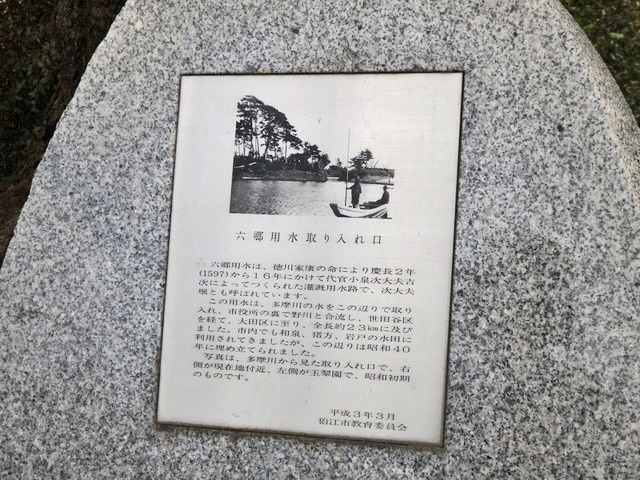 六郷用水取り入れ口
六郷用水は、徳川家康の命により慶長2年
(1597)から16年にかけて代官小泉次大夫吉
次によってつくられた灌漑用水路で、次大夫
堀とも呼ばれています。
この用水は、多摩川の水をこの辺りで取り
入れ、市役所の裏で野川と合流し、世田谷区
を経て、大田区に至り、全長約23kmに及び
ました。市内でも和泉、猪方、岩戸の水田に
利用されてきましたが、この辺りは昭和40
年に埋め立てられました。
写真は、多摩川から見た取り入れ口で、右
側が現在地付近、左側が玉翠園で、昭和初期
のものです。
平成3年3月
狛江市教育委員会